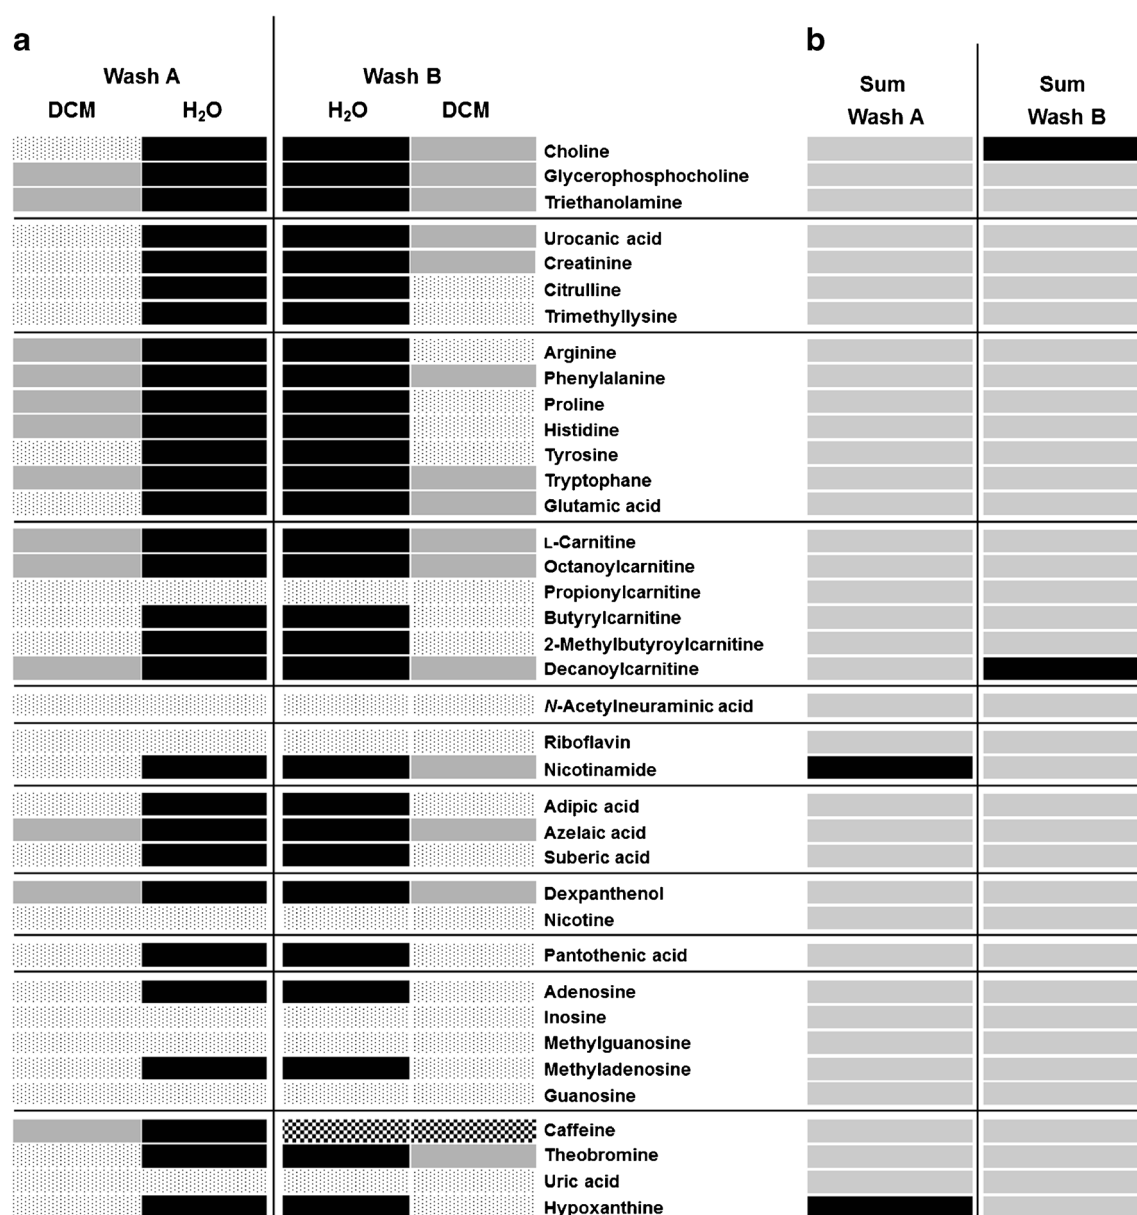 a
b
Wash A
Wash B
DCM
H₂O
H₂O
DCM
Sum
Wash A
Sum
Wash B
Choline
Glycerophosphocholine
Triethanolamine
Urocanic acid
Creatinine
Citrulline
Trimethyllysine
Arginine
Phenylalanine
Proline
Histidine
Tyrosine
Tryptophane
Glutamic acid
L-Carnitine
Octanoylcarnitine
Propionylcarnitine
Butyrylcarnitine
2-Methylbutyroylcarnitine
Decanoylcarnitine
N-Acetylneuraminic acid
Riboflavin
Nicotinamide
Adipic acid
Azelaic acid
Suberic acid
Dexpanthenol
Nicotine
Pantothenic acid
Adenosine
Inosine
Methylguanosine
Methyladenosine
Guanosine
Caffeine
Theobromine
Uric acid
Hypoxanthine